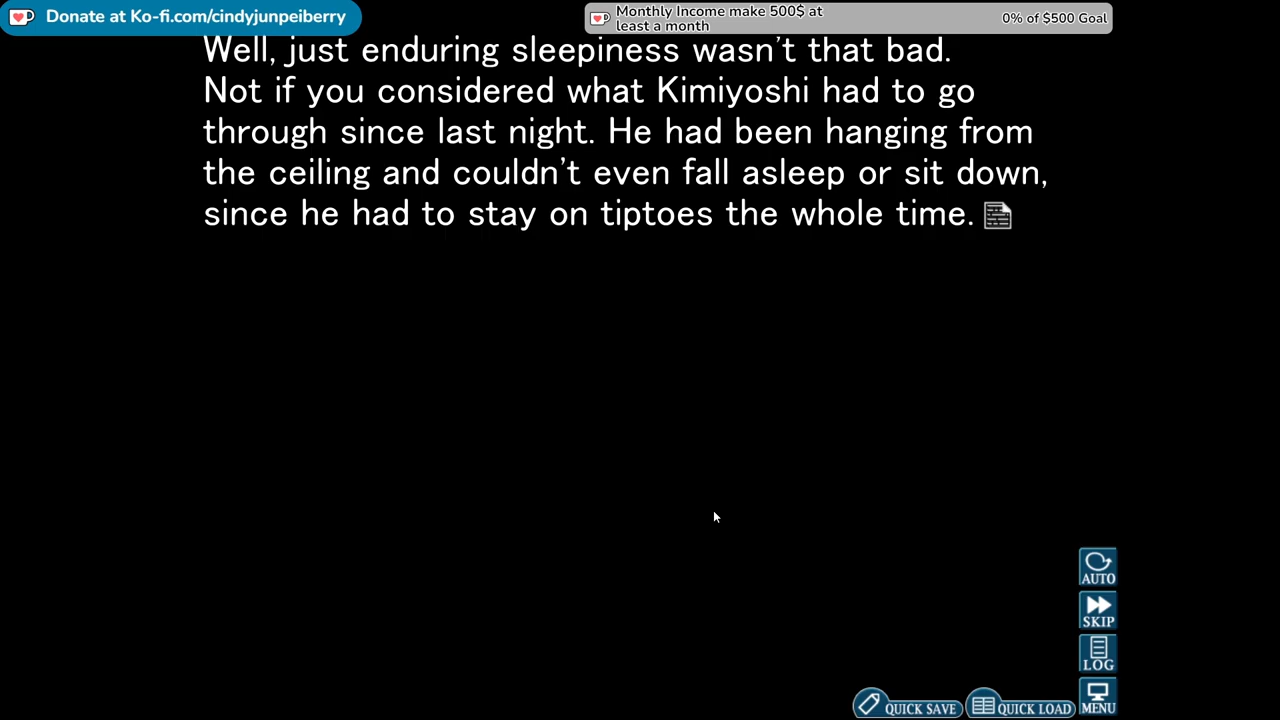 Donate at Ko-fi.com/cindyjunpeiberry
Monthly Income make 500$ at
least a month
0% of $500 Goal
Well, just enduring sleepiness wasn't that bad.
Not if you considered what Kimiyoshi had to go
through since last night. He had been hanging from
the ceiling and couldn't even fall asleep or sit down,
since he had to stay on tiptoes the whole time.
AUTO
SKIP
LOG
MENU
QUICK SAVE
QUICK LOAD